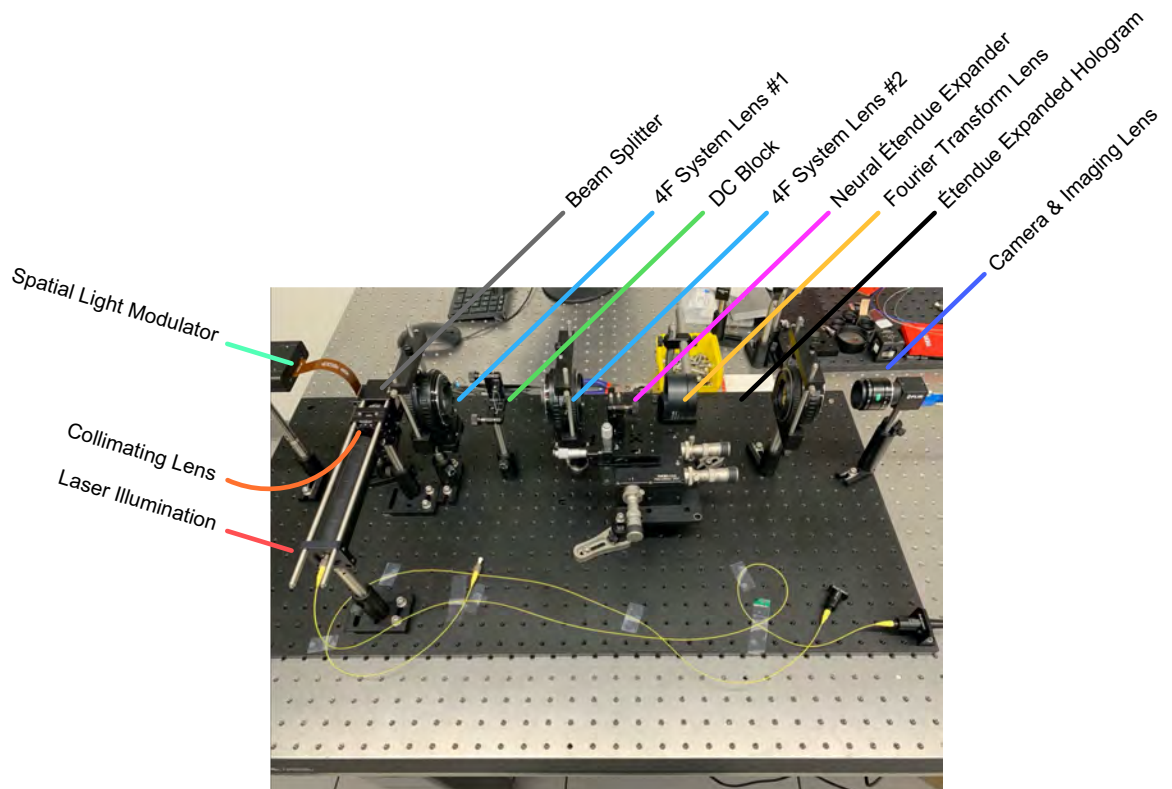 Beam Splitter
4F System Lens #1
DC Block
4F System Lens #2
Neural Étendue Expander
Fourier Transform Lens
Étendue Expanded Hologram
Camera & Imaging Lens
Spatial Light Modulator
Collimating Lens
Laser Illumination